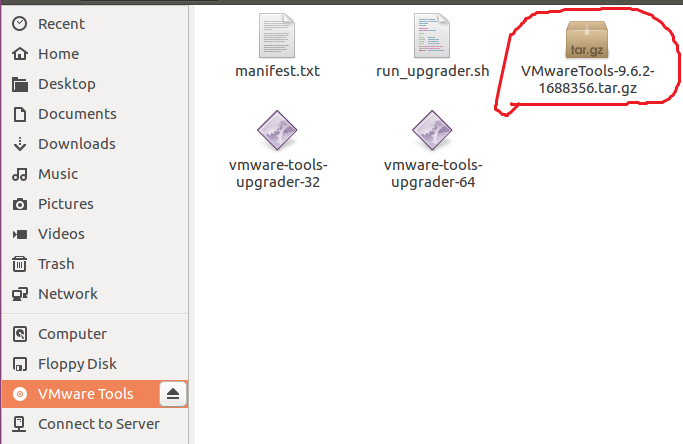 Recent
Home
Desktop
Documents
Downloads
Music
Pictures
Videos
Trash
Network
Computer
Floppy Disk
VMware Tools
Connect to Server
manifest.txt
run_upgrader.sh
tar.gz
VMwareTools-9.6.2-
1688356.tar.gz
vmware-tools-
upgrader-32
vmware-tools-
upgrader-64